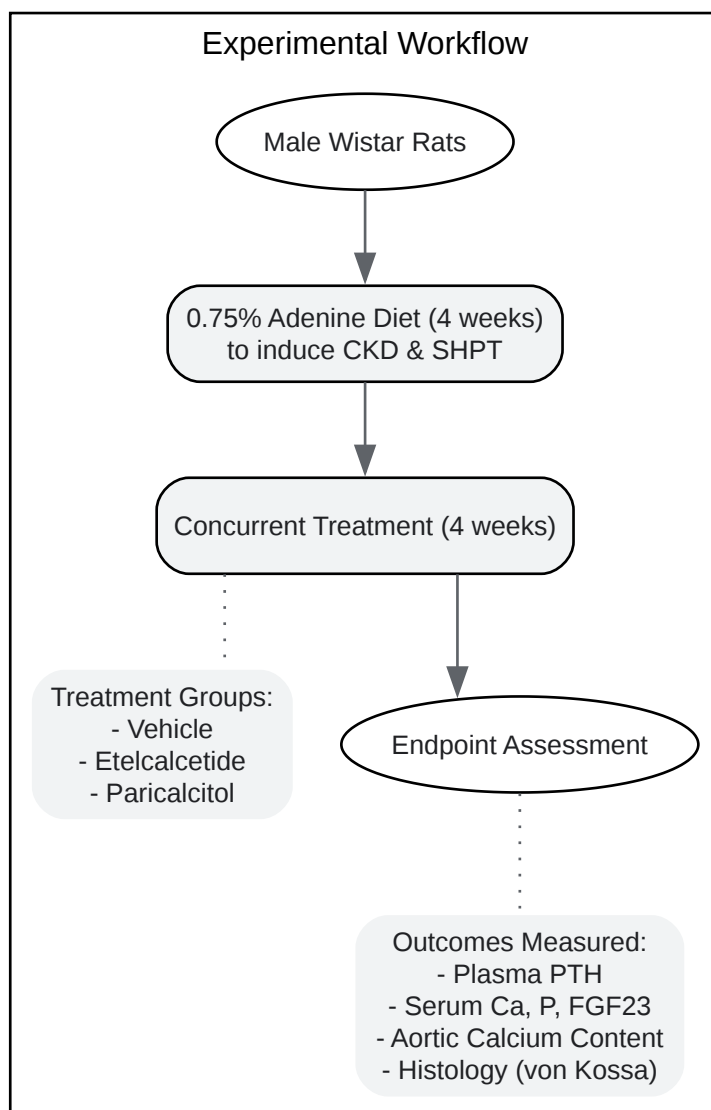 Experimental Workflow
Male Wistar Rats
0.75% Adenine Diet (4 weeks)
to induce CKD & SHPT
Concurrent Treatment (4 weeks)
Treatment Groups:
- Vehicle
- Etelcalcetide
- Paricalcitol
Endpoint Assessment
Outcomes Measured:
- Plasma PTH
- Serum Ca, P, FGF23
- Aortic Calcium Content
- Histology (von Kossa)